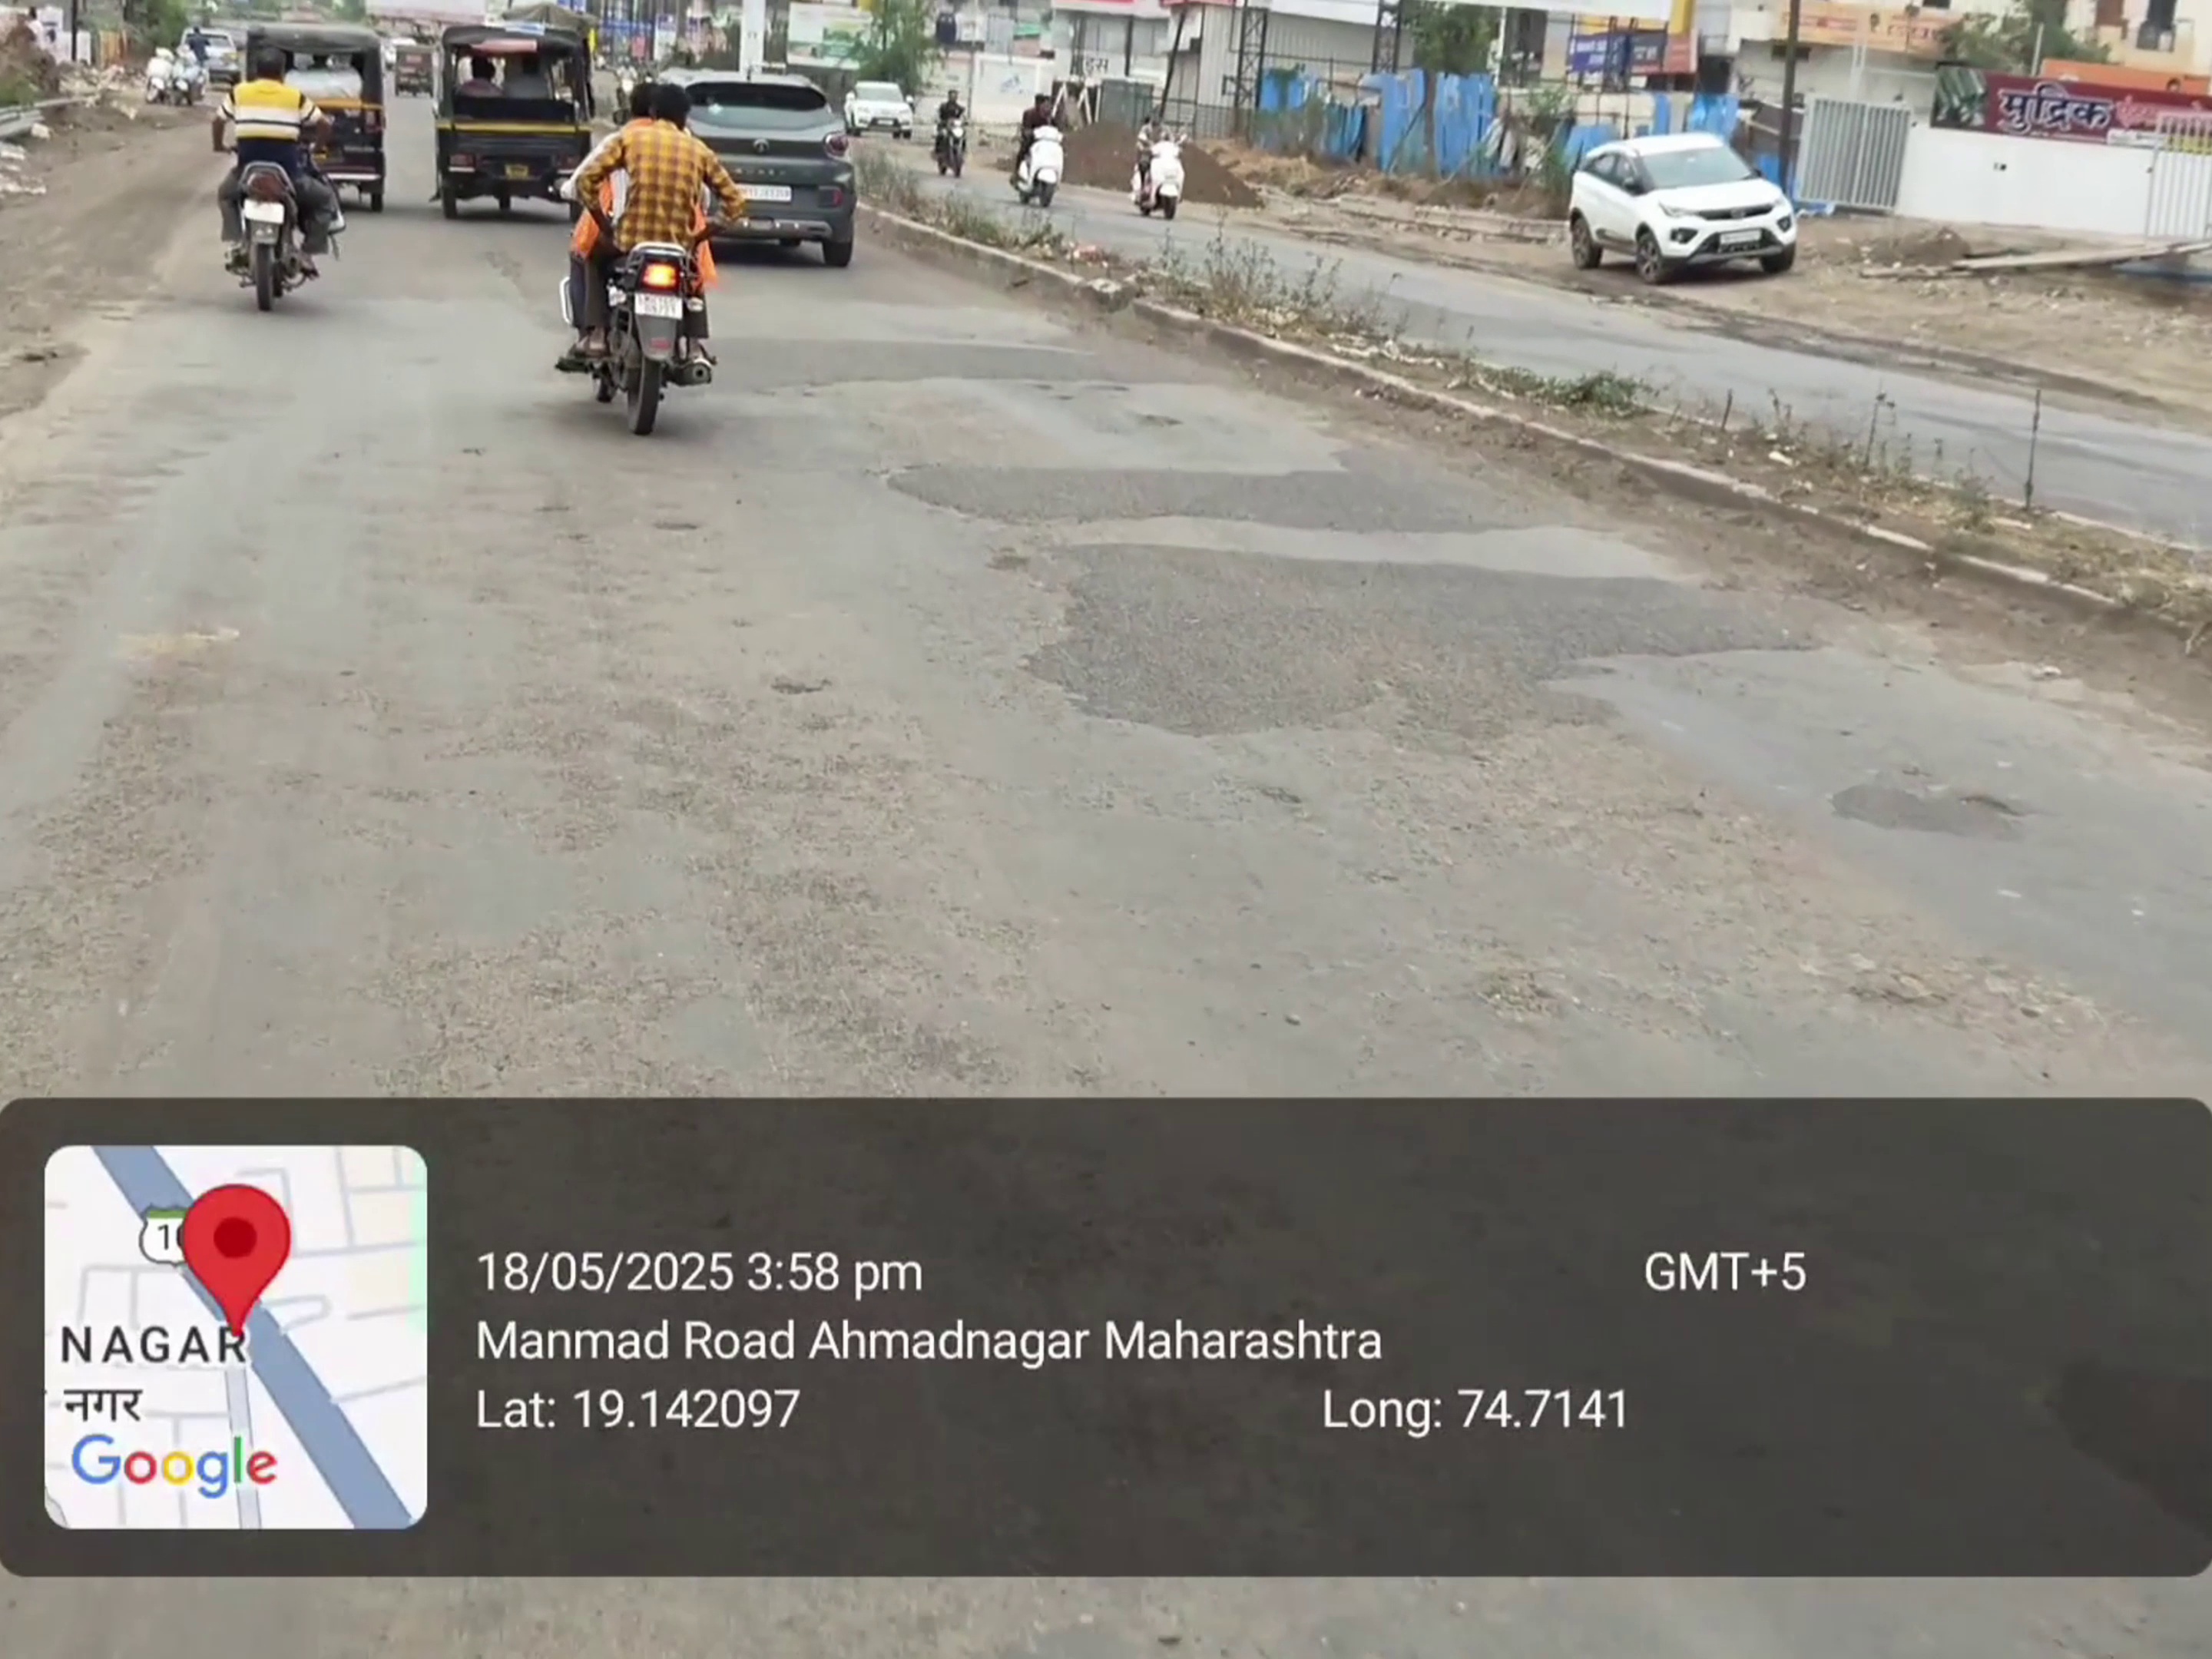 मुद्रिक
10
NAGAR
नगर
Google
18/05/2025 3:58 pm
GMT+5
Manmad Road Ahmadnagar Maharashtra
Lat: 19.142097
Long: 74.7141